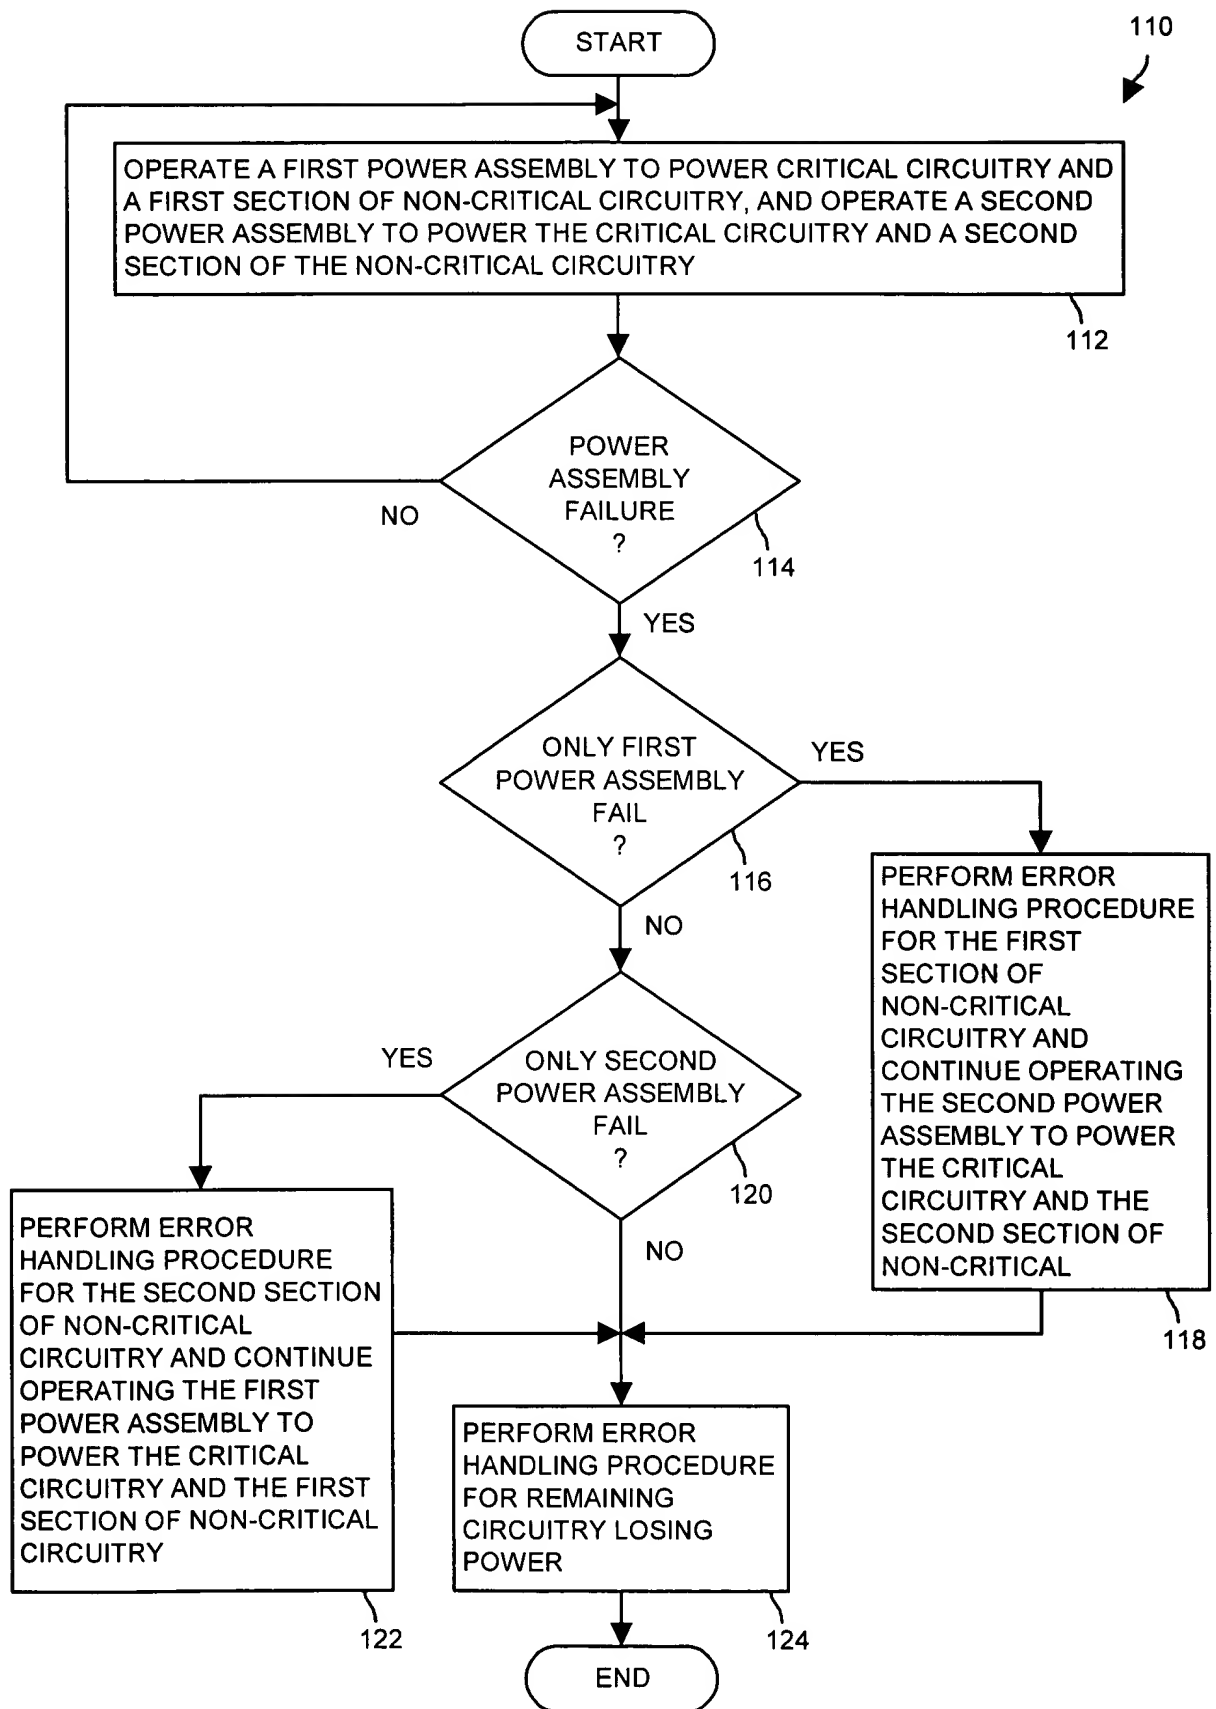 START
110
OPERATE A FIRST POWER ASSEMBLY TO POWER CRITICAL CIRCUITRY AND
A FIRST SECTION OF NON-CRITICAL CIRCUITRY, AND OPERATE A SECOND
POWER ASSEMBLY TO POWER THE CRITICAL CIRCUITRY AND A SECOND
SECTION OF THE NON-CRITICAL CIRCUITRY
112
POWER
ASSEMBLY
FAILURE
?
NO
114
YES
ONLY FIRST
POWER ASSEMBLY
FAIL
?
YES
116
NO
PERFORM ERROR
HANDLING PROCEDURE
FOR THE FIRST
SECTION OF
NON-CRITICAL
CIRCUITRY AND
CONTINUE OPERATING
THE SECOND POWER
ASSEMBLY TO POWER
THE CRITICAL
CIRCUITRY AND THE
SECOND SECTION OF
NON-CRITICAL
118
ONLY SECOND
POWER ASSEMBLY
FAIL
?
YES
120
NO
PERFORM ERROR
HANDLING PROCEDURE
FOR THE SECOND SECTION
OF NON-CRITICAL
CIRCUITRY AND CONTINUE
OPERATING THE FIRST
POWER ASSEMBLY TO
POWER THE CRITICAL
CIRCUITRY AND THE FIRST
SECTION OF NON-CRITICAL
CIRCUITRY
122
PERFORM ERROR
HANDLING PROCEDURE
FOR REMAINING
CIRCUITRY LOSING
POWER
124
END